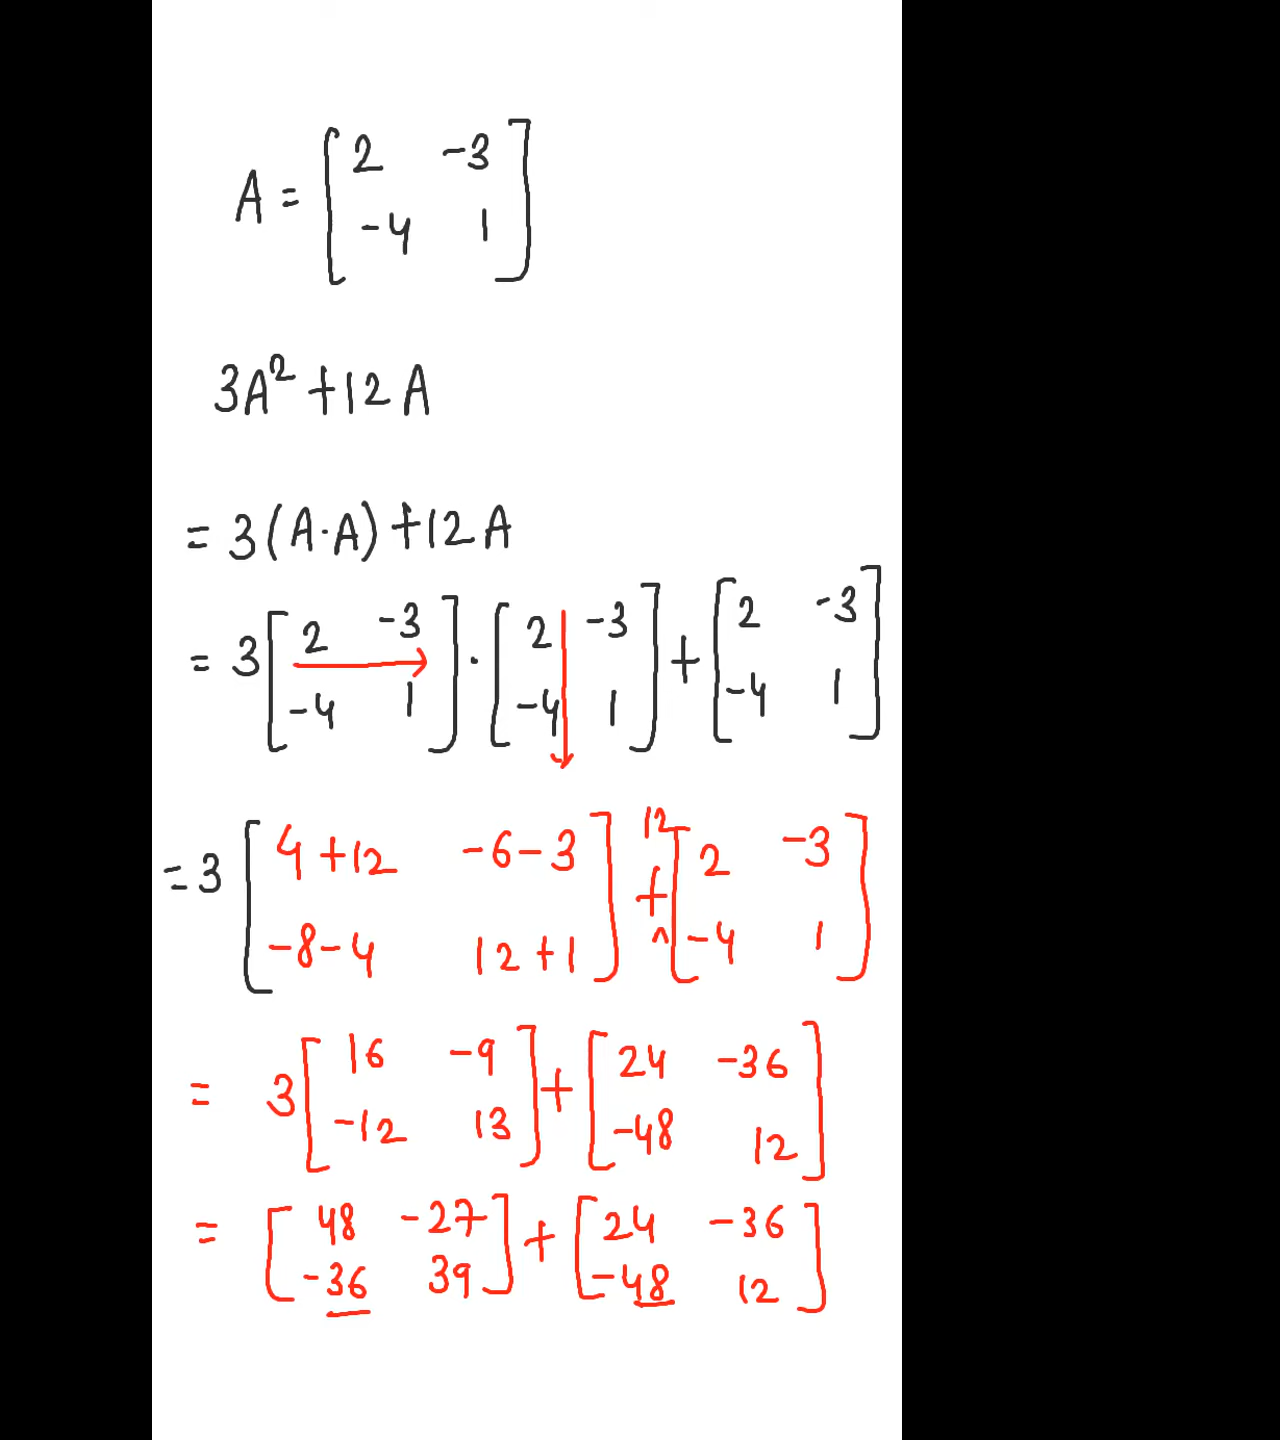 A = [2 -3
-4 1]
3A² + 12A
= 3(A·A) + 12A
= 3[2 -3
-4 1] · [2 -3
-4 1] + [2 -3
-4 1]
= 3[4+12 -6-3
-8-4 12+1] + 12 [2 -3
-4 1]
= 3[16 -9
-12 13] + [24 -36
-48 12]
= [48 -27
-36 39] + [24 -36
-48 12]